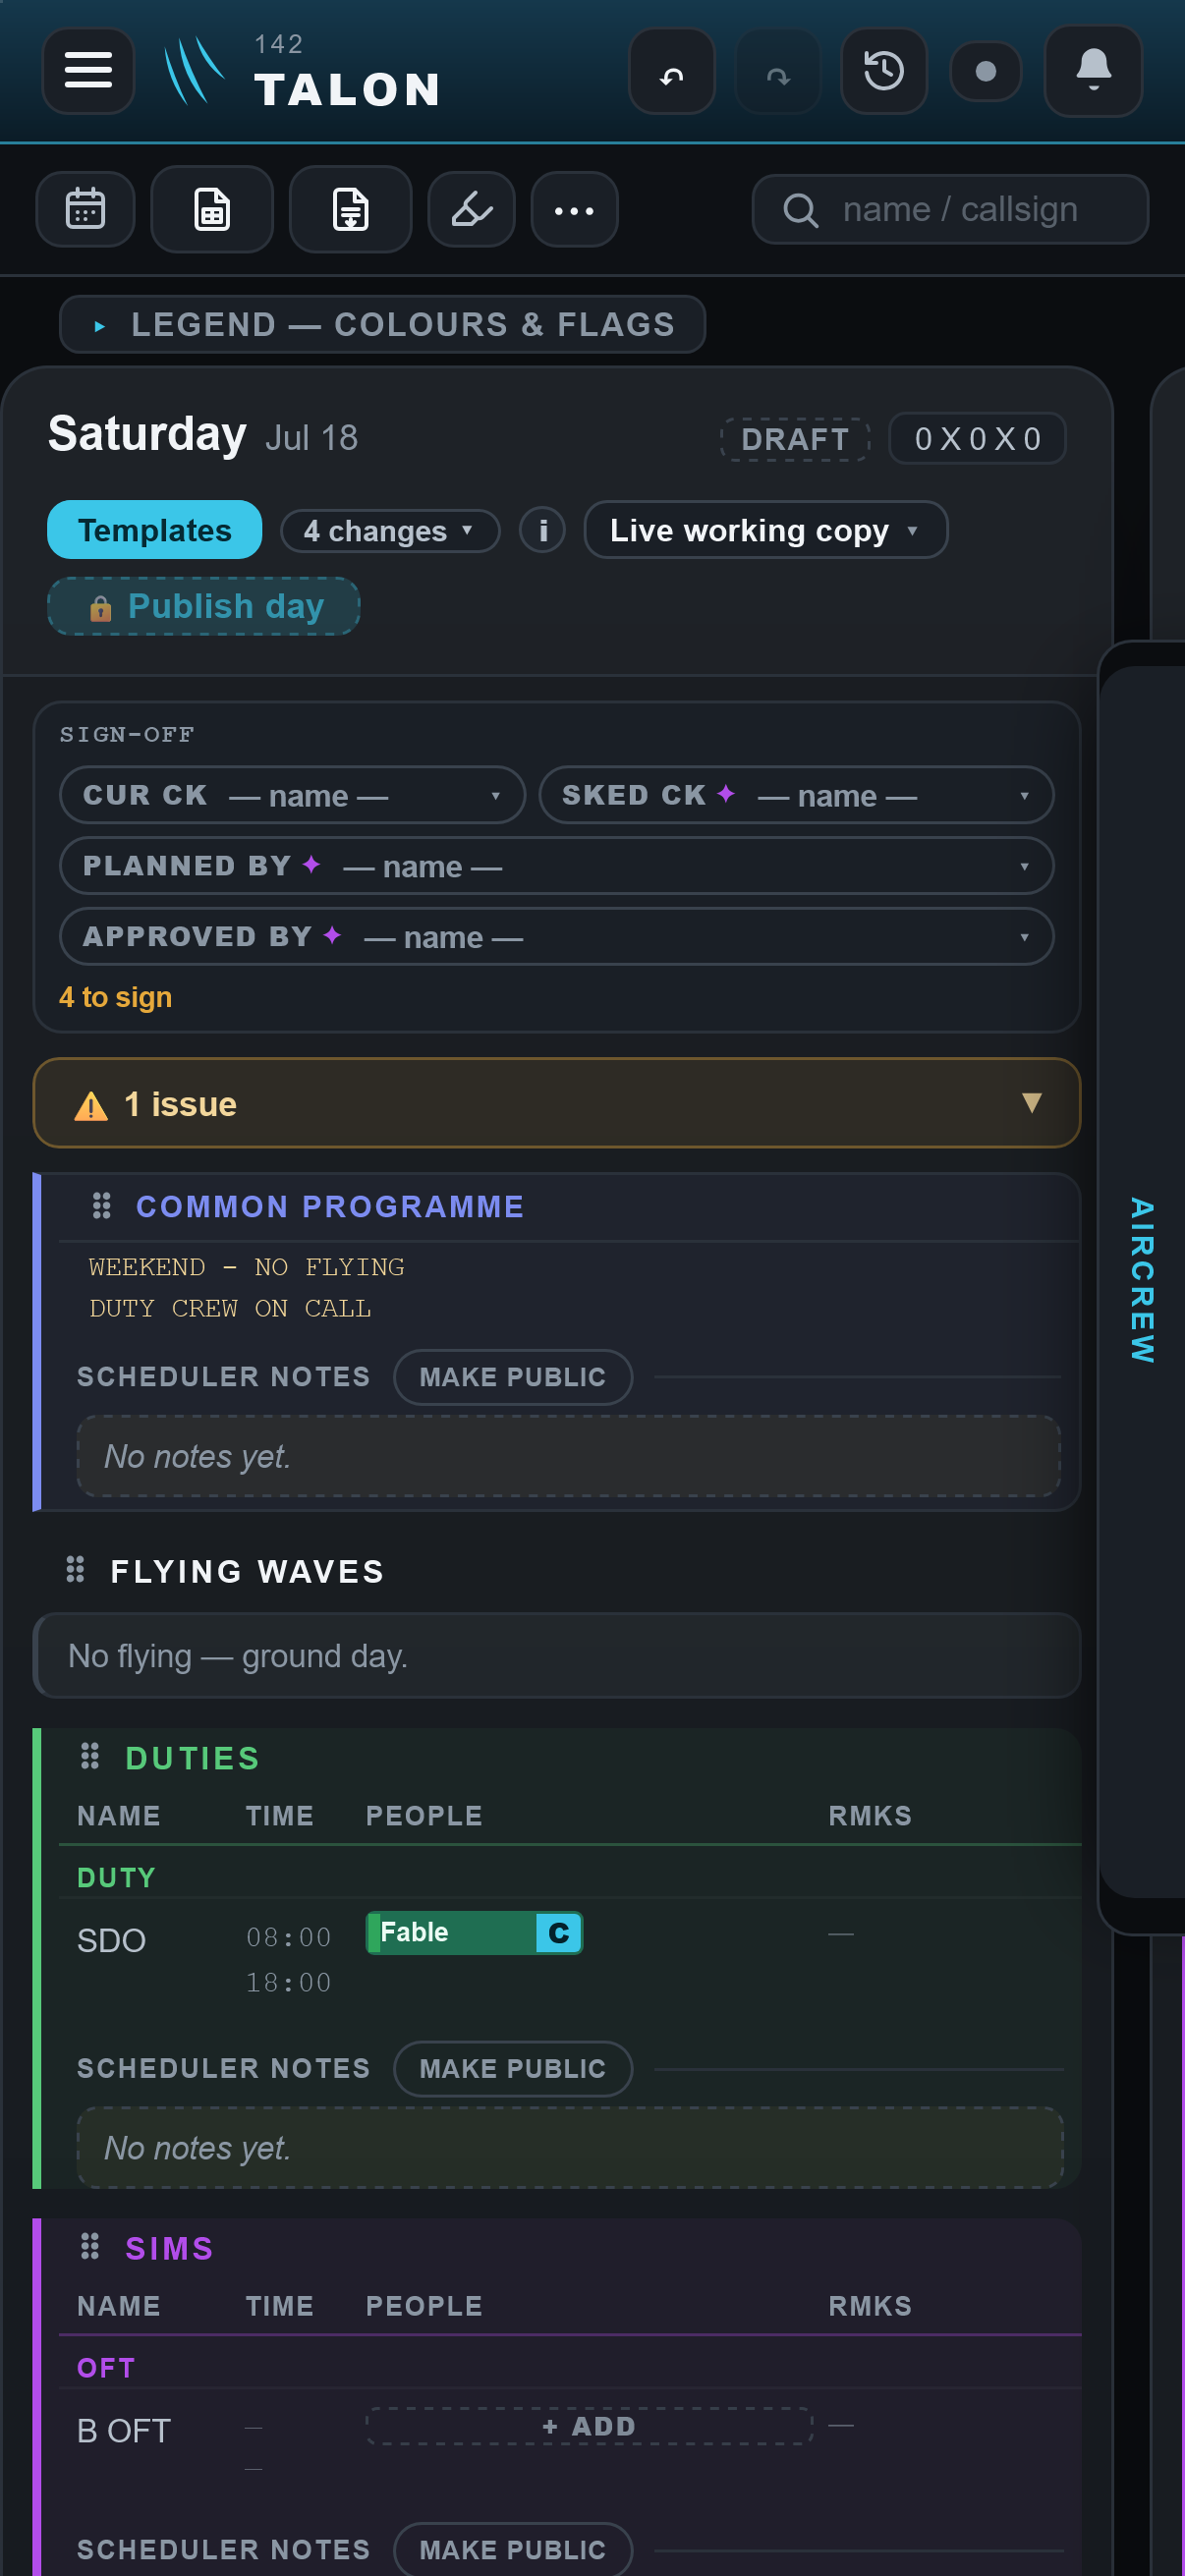 142
TALON
name / callsign
LEGEND — COLOURS & FLAGS
Saturday Jul 18 DRAFT 0 X 0 X 0
Templates 4 changes i Live working copy
Publish day
SIGN-OFF
CUR CK — name — SKED CK — name —
PLANNED BY — name —
APPROVED BY — name —
4 to sign
1 issue
COMMON PROGRAMME
WEEKEND – NO FLYING
DUTY CREW ON CALL
SCHEDULER NOTES MAKE PUBLIC
No notes yet.
AIRCREW
FLYING WAVES
No flying — ground day.
DUTIES
NAME TIME PEOPLE RMKS
DUTY
SDO 08:00 Fable C —
18:00
SCHEDULER NOTES MAKE PUBLIC
No notes yet.
SIMS
NAME TIME PEOPLE RMKS
OFT
B OFT — + ADD —
—
SCHEDULER NOTES MAKE PUBLIC